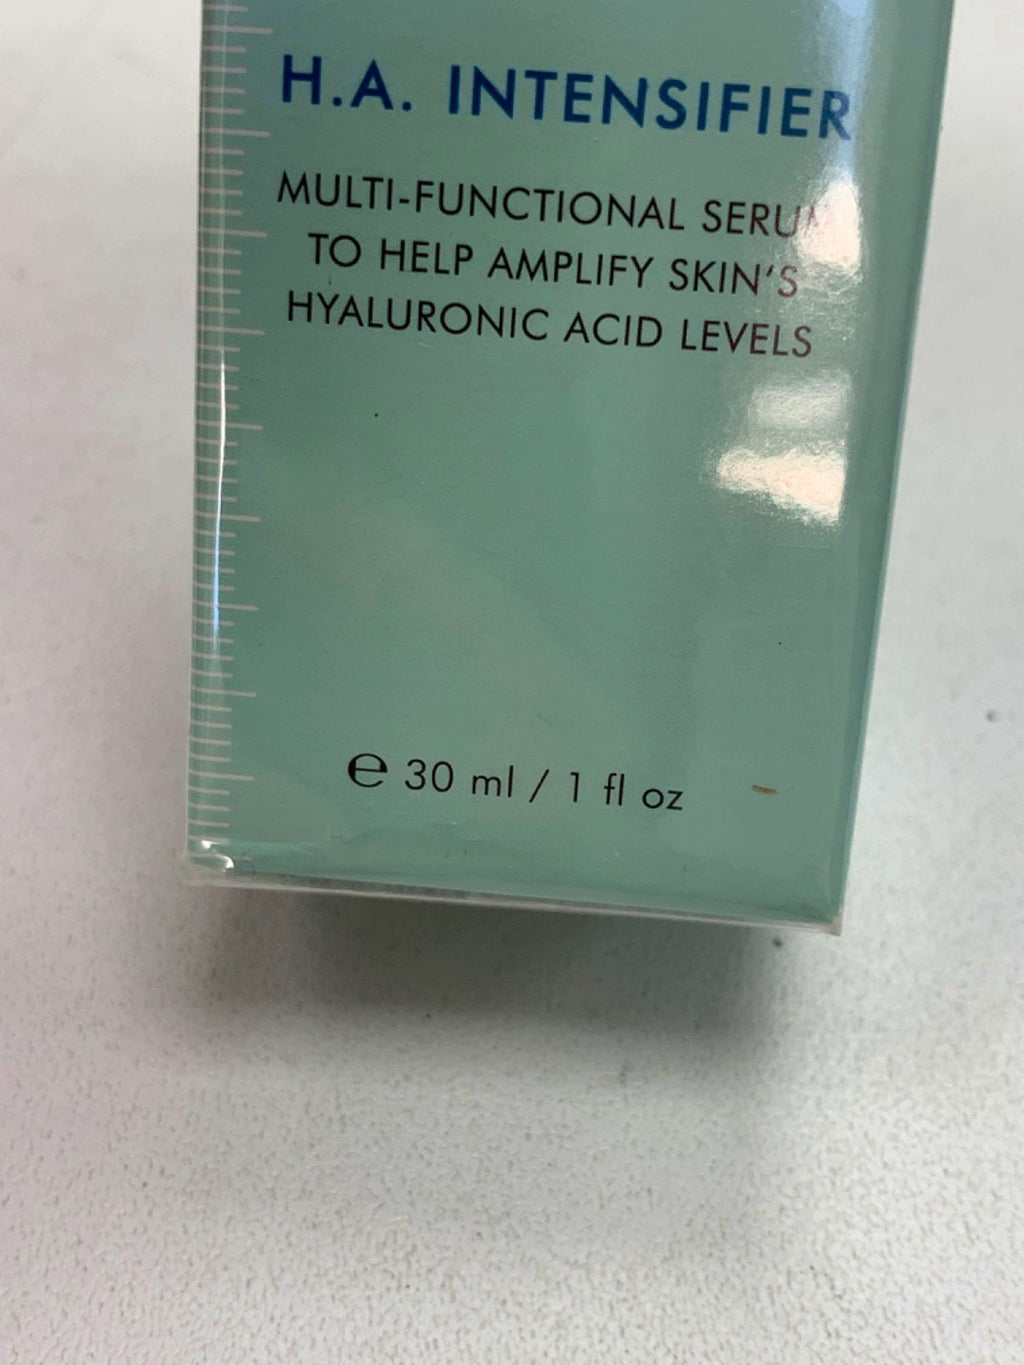 H.A. INTENSIFIER
MULTI-FUNCTIONAL SERUM
TO HELP AMPLIFY SKIN'S
HYALURONIC ACID LEVELS
℮ 30 ml / 1 fl oz